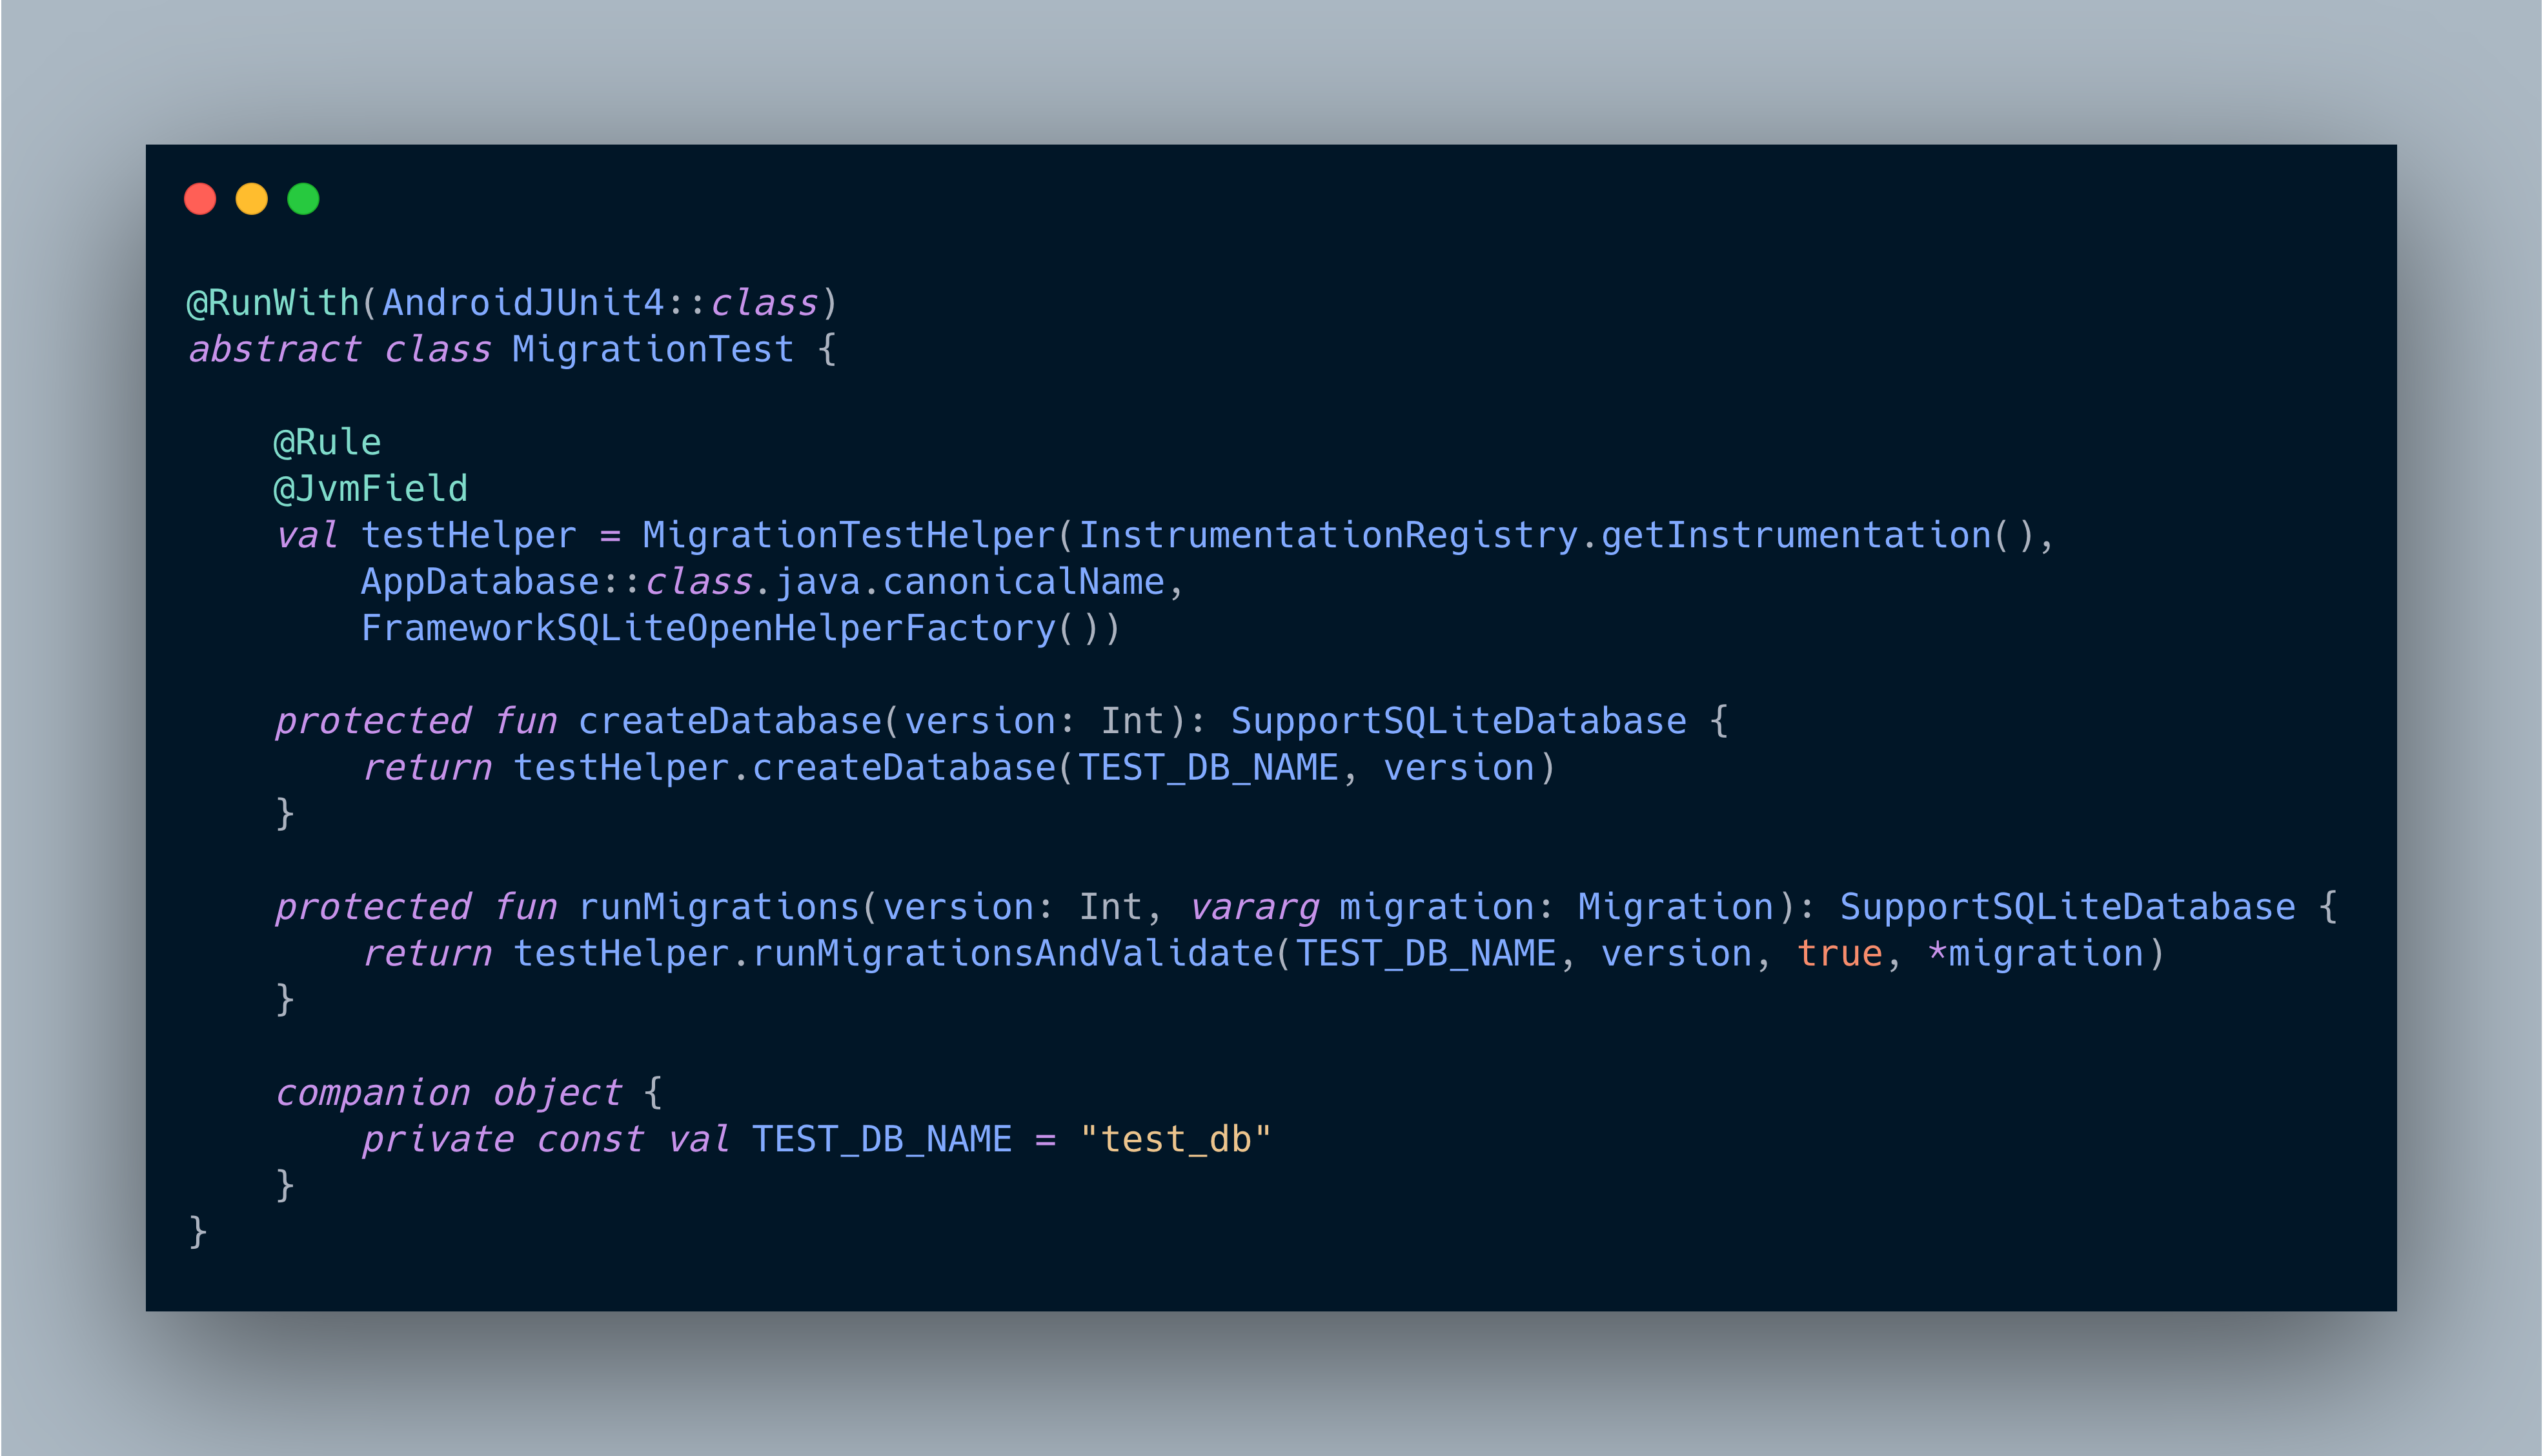 @RunWith(AndroidJUnit4::class)
abstract class MigrationTest {
    @Rule
    @JvmField
    val testHelper = MigrationTestHelper(InstrumentationRegistry.getInstrumentation(),
        AppDatabase::class.java.canonicalName,
        FrameworkSQLiteOpenHelperFactory())
    protected fun createDatabase(version: Int): SupportSQLiteDatabase {
        return testHelper.createDatabase(TEST_DB_NAME, version)
    }
    protected fun runMigrations(version: Int, vararg migration: Migration): SupportSQLiteDatabase {
        return testHelper.runMigrationsAndValidate(TEST_DB_NAME, version, true, *migration)
    }
    companion object {
        private const val TEST_DB_NAME = "test_db"
    }
}